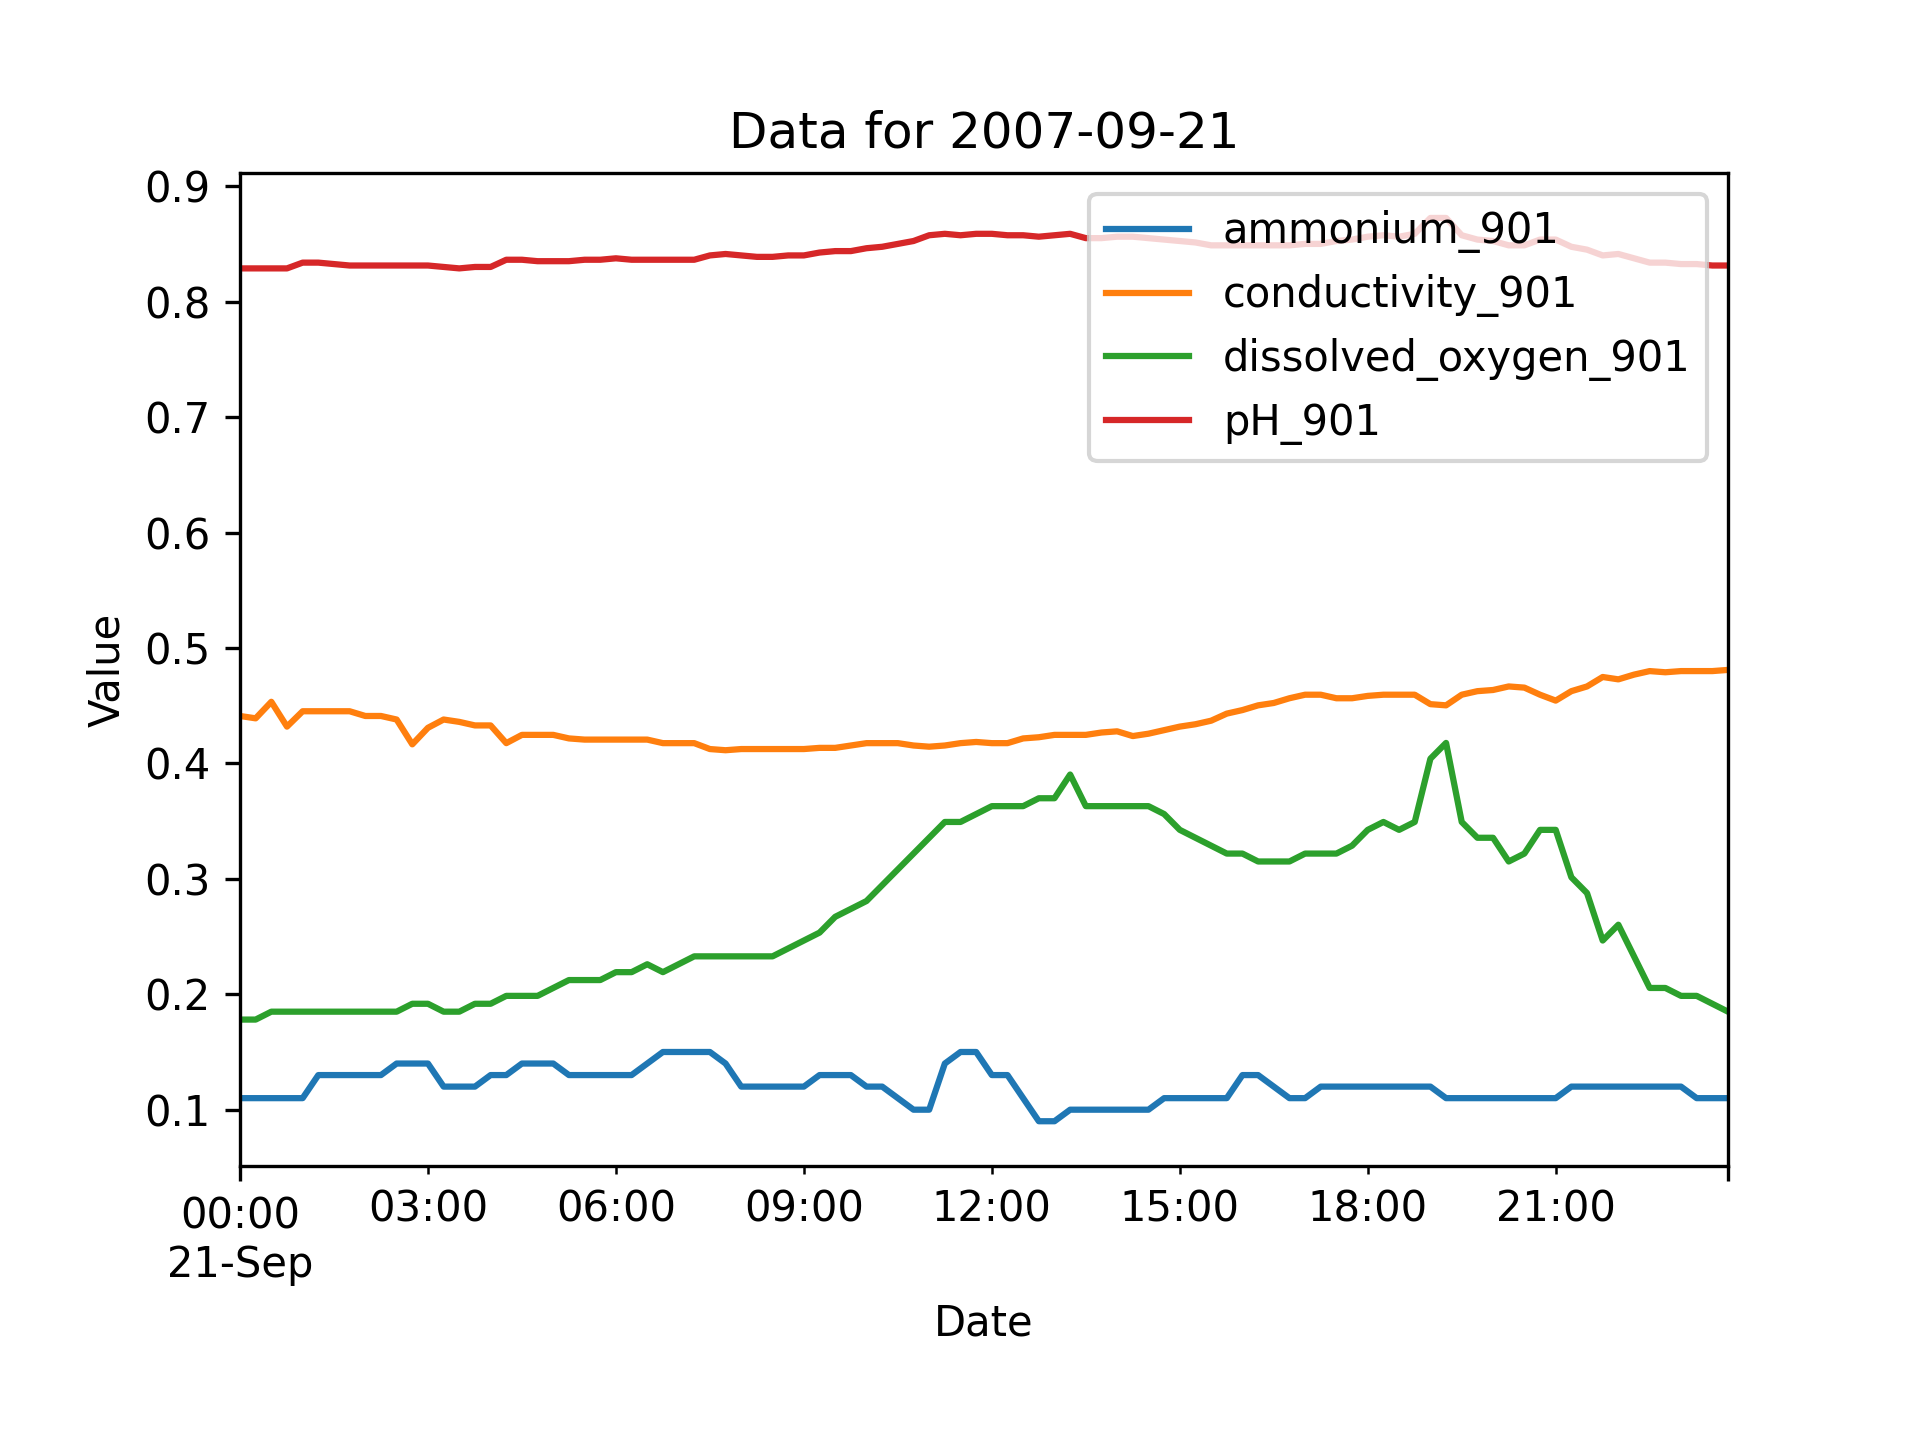 Data for 2007-09-21
0.9
0.8
0.7
0.6
0.5
0.4
0.3
0.2
0.1
Value
ammonium_901
conductivity_901
dissolved_oxygen_901
pH_901
00:00 03:00 06:00 09:00 12:00 15:00 18:00 21:00
21-Sep
Date